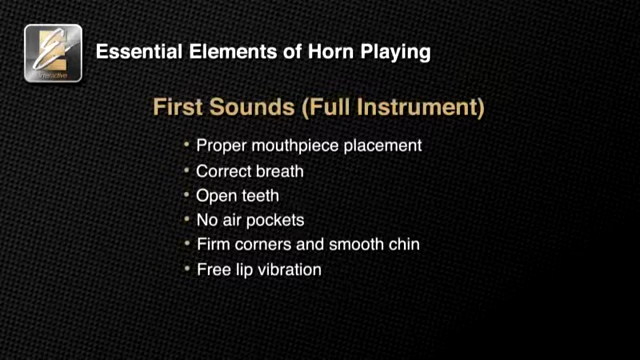 Essential Elements of Horn Playing
First Sounds (Full Instrument)
• Proper mouthpiece placement
• Correct breath
• Open teeth
• No air pockets
• Firm corners and smooth chin
• Free lip vibration
interactive